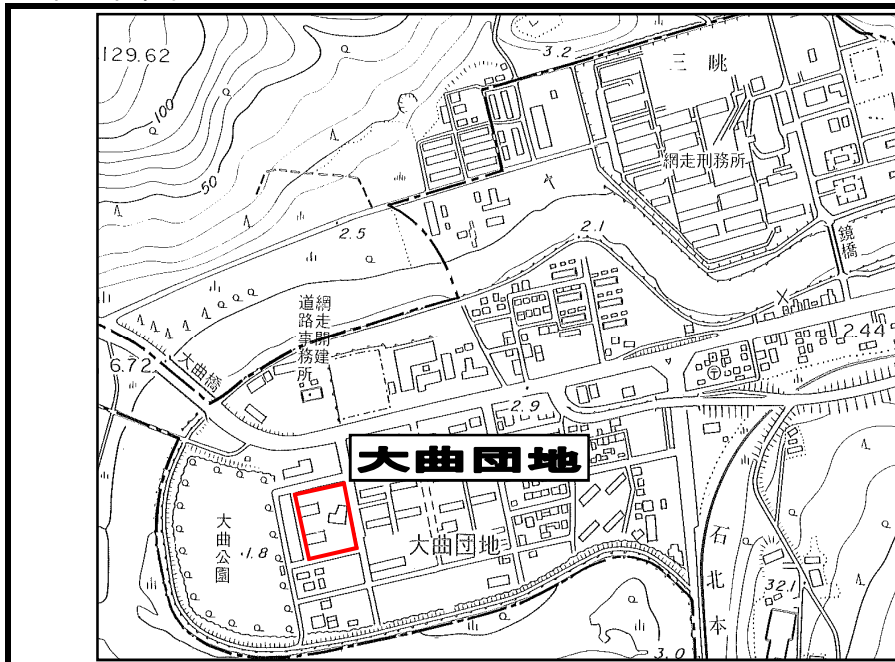 129.62
3.2
三眺
100
50
網走刑務所
2.5
2.1
鏡橋
網走開建
道路事務所
2.44
6.72
大曲橋
2.9
大曲団地
大曲公園
1.8
大曲団地
石北本
321
3.0